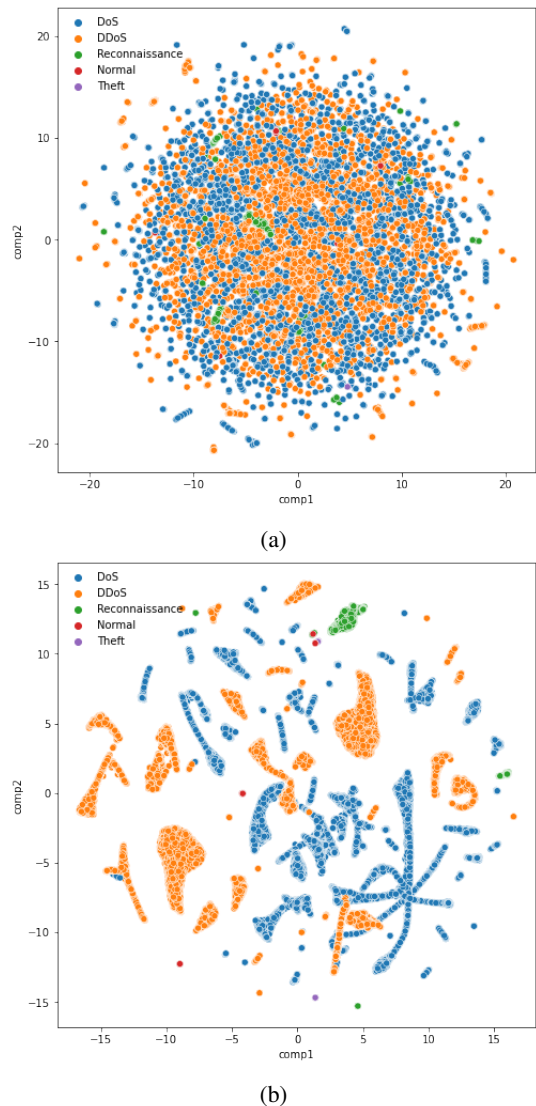 20
10
0
−10
−20
comp2
DoS
DDoS
Reconnaissance
Normal
Theft
−20 −10 0 10 20
comp1
(a)
15
10
5
0
−5
−10
−15
comp2
DoS
DDoS
Reconnaissance
Normal
Theft
−15 −10 −5 0 5 10 15
comp1
(b)